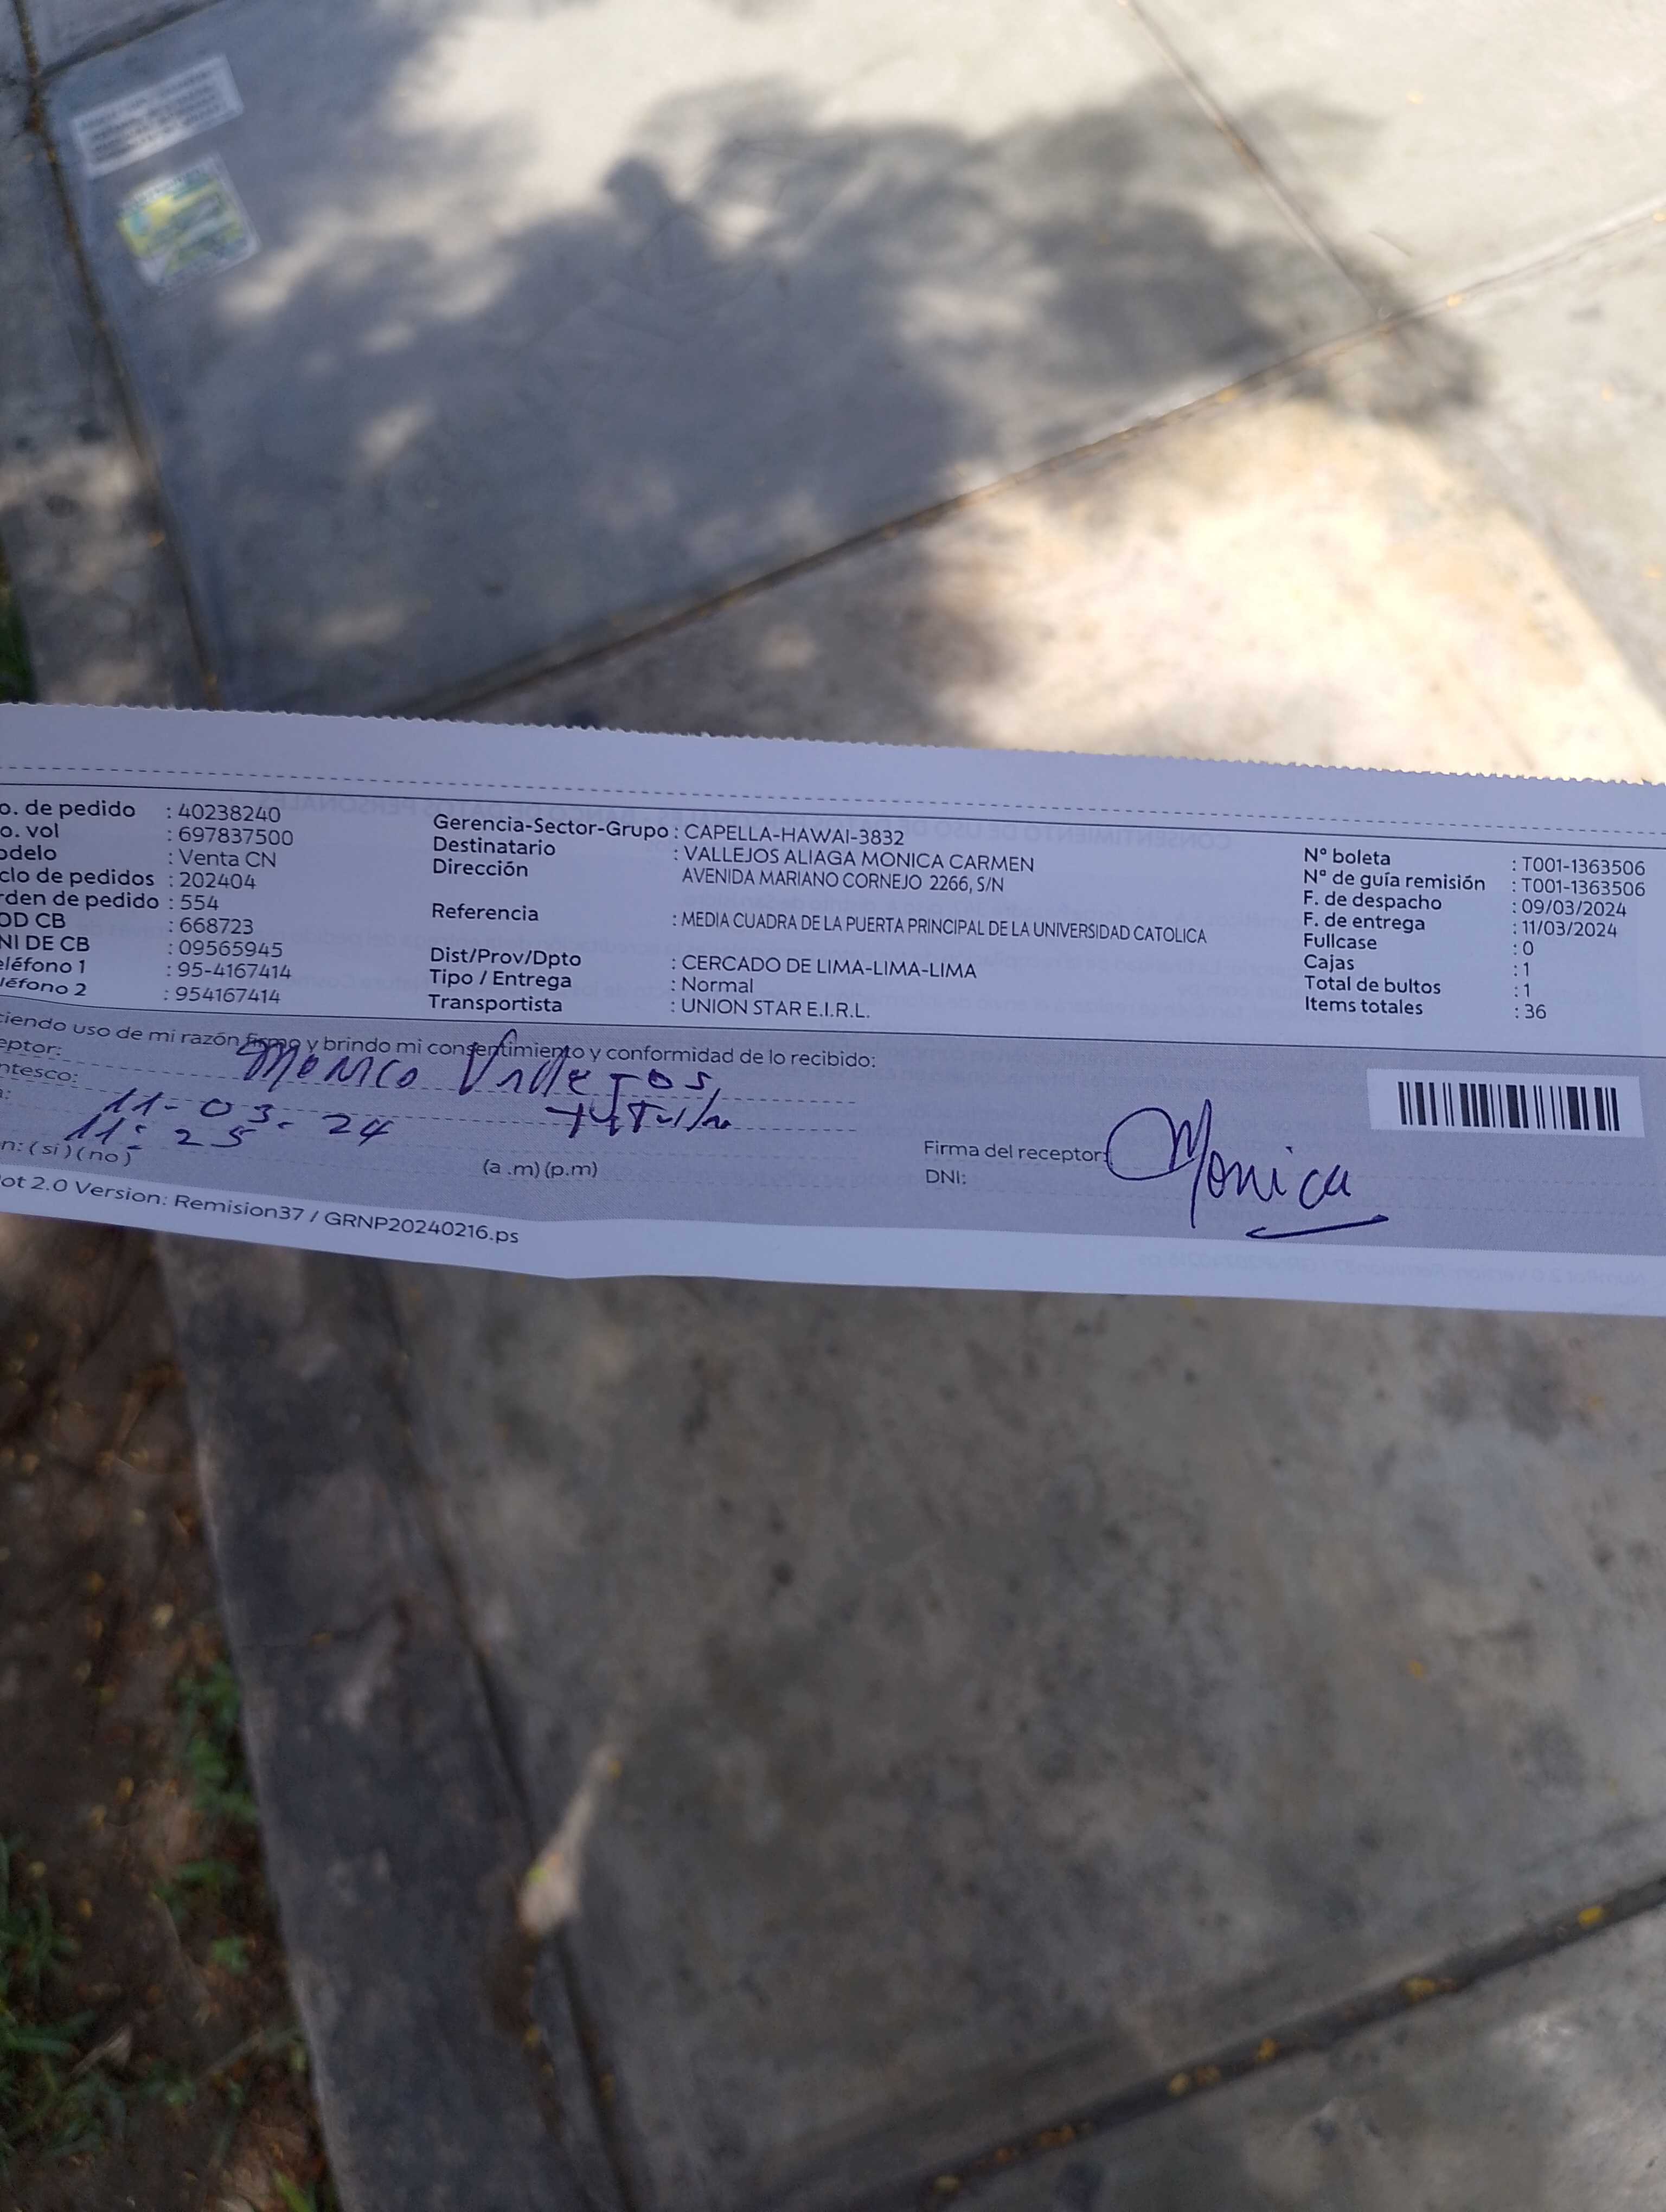 o. de pedido : 40238240
o. vol : 697837500
odelo : Venta CN
clo de pedidos : 202404
rden de pedido : 554
OD CB : 668723
NI DE CB : 09565945
eléfono 1 : 95-4167414
léfono 2 : 954167414
Gerencia-Sector-Grupo : CAPELLA-HAWAI-3832
Destinatario : VALLEJOS ALIAGA MONICA CARMEN
Dirección AVENIDA MARIANO CORNEJO 2266, S/N
Referencia : MEDIA CUADRA DE LA PUERTA PRINCIPAL DE LA UNIVERSIDAD CATOLICA
Dist/Prov/Dpto : CERCADO DE LIMA-LIMA-LIMA
Tipo / Entrega : Normal
Transportista : UNION STAR E.I.R.L.
N° boleta : T001-1363506
N° de guía remisión : T001-1363506
F. de despacho : 09/03/2024
F. de entrega : 11/03/2024
Fullcase : 0
Cajas : 1
Total de bultos : 1
Items totales : 36
ciendo uso de mi razón firmo y brindo mi consentimiento y conformidad de lo recibido:
eptor: Monica Vallejos
ntesco:
a: 11-03-24
11:25
n: (si) (no) (a .m) (p.m)
Firma del receptor: Monica
DNI:
ot 2.0 Version: Remision37 / GRNP20240216.ps